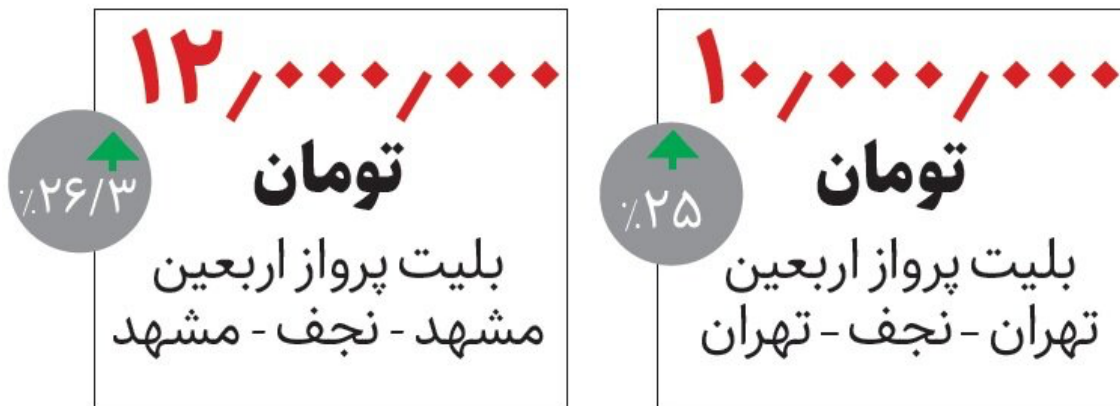 ۱۰٫۰۰۰٫۰۰۰
تومان
٪۲۵
بلیت پرواز اربعین
تهران - نجف - تهران
۱۲٫۰۰۰٫۰۰۰
تومان
٪۲۶/۳
بلیت پرواز اربعین
مشهد - نجف - مشهد